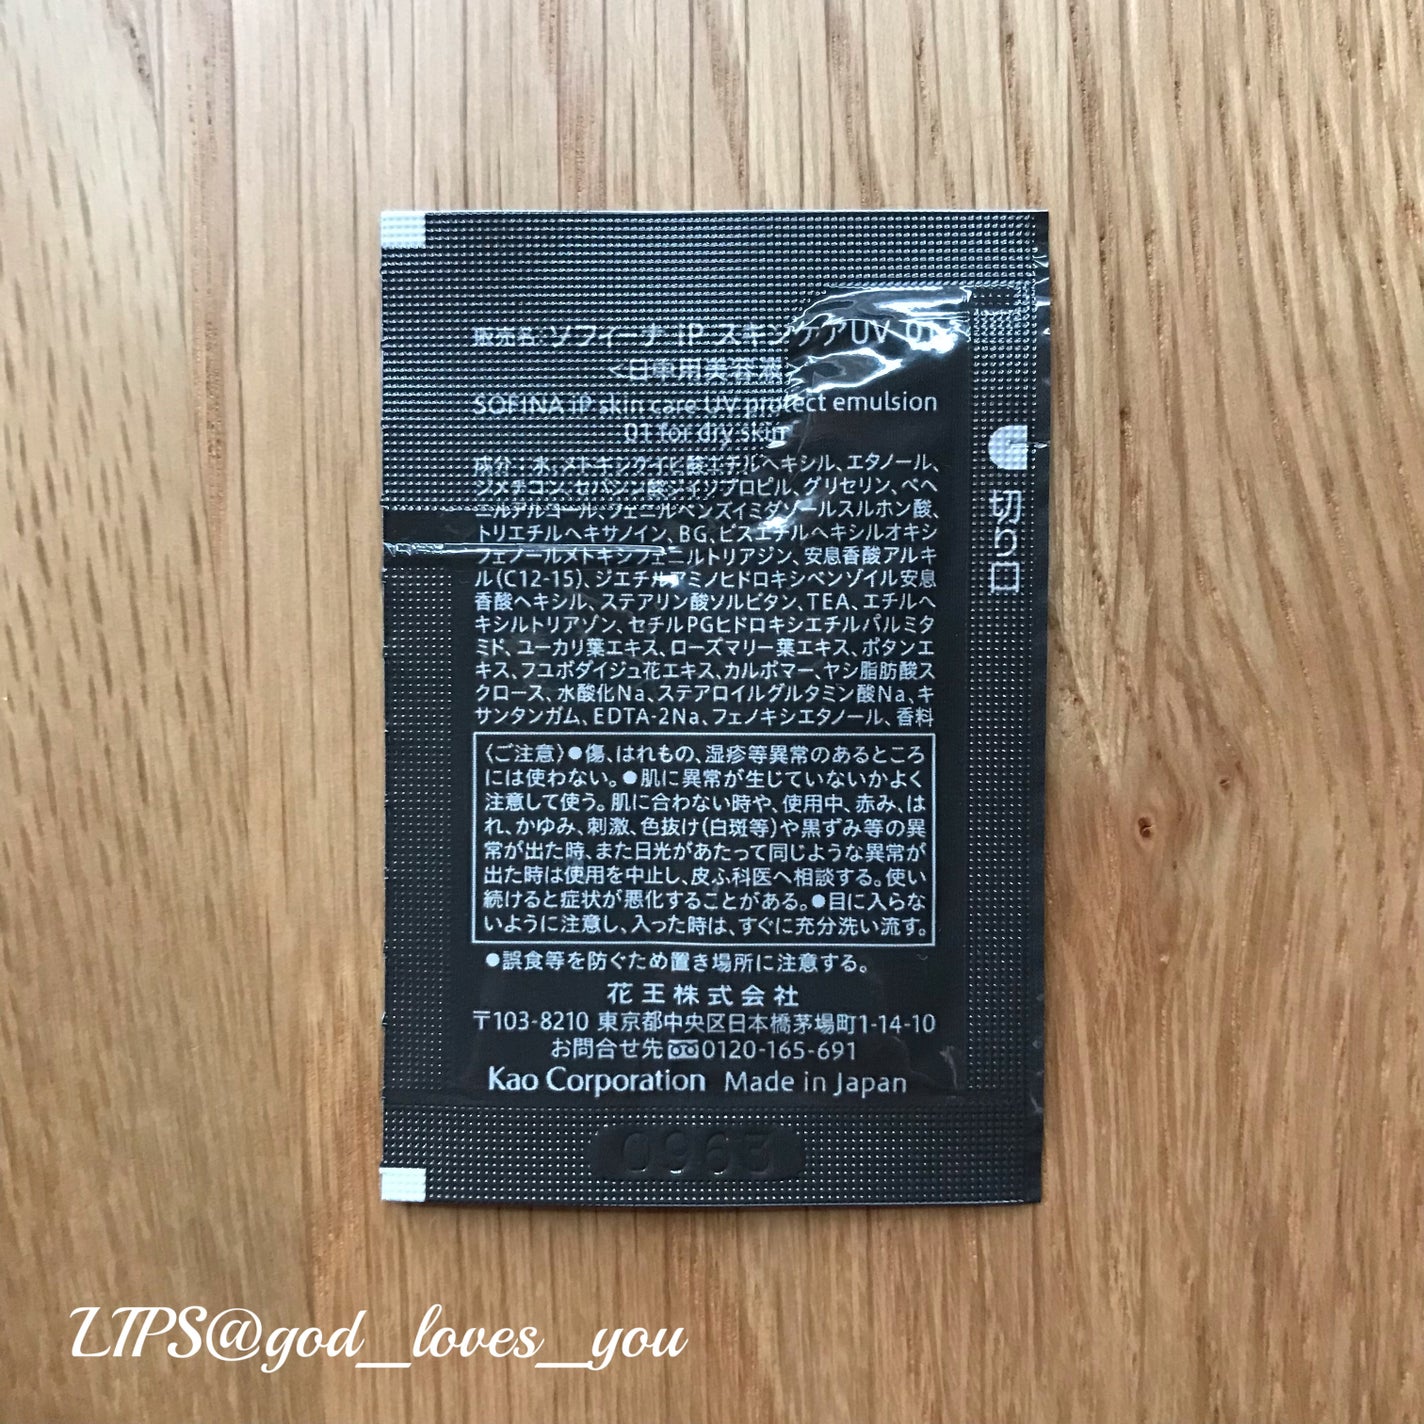 販売名:ソフィーナ iP スキンケアUV 01
<日中用美容液>
SOFINA iP skin care UV protect emulsion
01 for dry skin
成分:水、メトキシケイヒ酸エチルヘキシル、エタノール、
ジメチコン、セバシン酸ジイソプロピル、グリセリン、ベヘ
ニルアルコール、フェニルベンズイミダゾールスルホン酸、
トリエチルヘキサノイン、BG、ビスエチルヘキシルオキシ
フェノールメトキシフェニルトリアジン、安息香酸アルキ
ル(C12-15)、ジエチルアミノヒドロキシベンゾイル安息
香酸ヘキシル、ステアリン酸ソルビタン、TEA、エチルヘ
キシルトリアゾン、セチルPGヒドロキシエチルパルミタ
ミド、ユーカリ葉エキス、ローズマリー葉エキス、ボタンエ
キス、フユボダイジュ花エキス、カルボマー、ヤシ脂肪酸ス
クロース、水酸化Na、ステアロイルグルタミン酸Na、キ
サンタンガム、EDTA-2Na、フェノキシエタノール、香料
切り口
〈ご注意〉●傷、はれもの、湿疹等異常のあるところ
には使わない。●肌に異常が生じていないかよく
注意して使う。肌に合わない時や、使用中、赤み、は
れ、かゆみ、刺激、色抜け(白斑等)や黒ずみ等の異
常が出た時、また日光があたって同じような異常が
出た時は使用を中止し、皮ふ科医へ相談する。使い
続けると症状が悪化することがある。●目に入らな
いように注意し、入った時は、すぐに充分洗い流す。
●誤食等を防ぐため置き場所に注意する。
花王株式会社
〒103-8210 東京都中央区日本橋茅場町1-14-10
お問合せ先 0120-165-691
Kao Corporation Made in Japan
0963
LIPS@god_loves_you